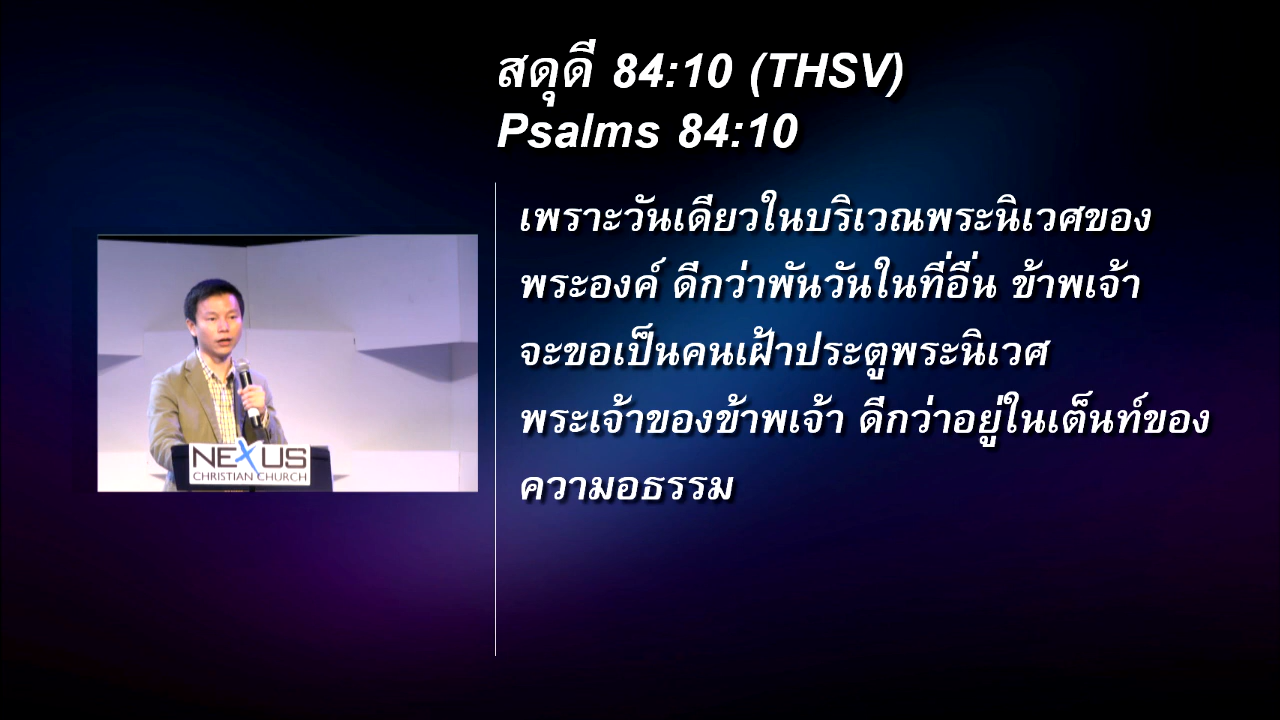 สดุดี 84:10 (THSV)
Psalms 84:10
เพราะวันเดียวในบริเวณพระนิเวศของ
พระองค์ ดีกว่าพันวันในที่อื่น ข้าพเจ้า
จะขอเป็นคนเฝ้าประตูพระนิเวศ
พระเจ้าของข้าพเจ้า ดีกว่าอยู่ในเต็นท์ของ
ความอธรรม
NEXUS
CHRISTIAN CHURCH